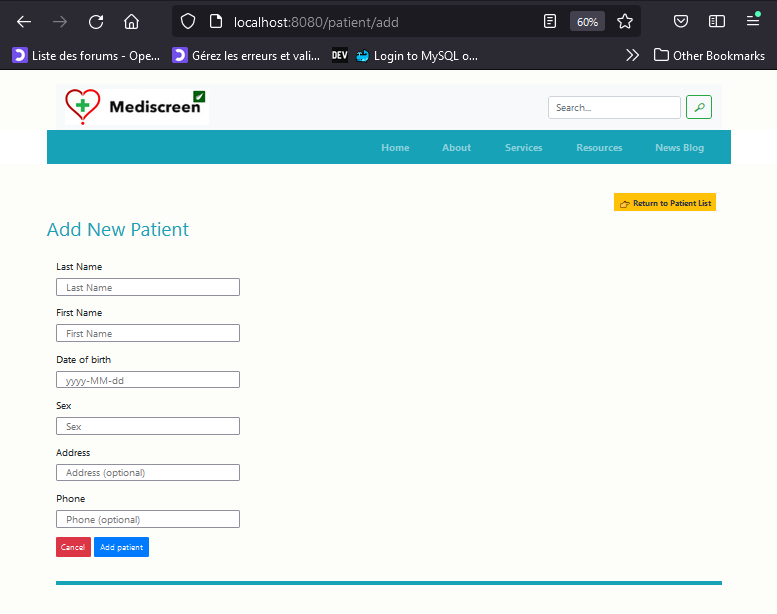 localhost:8080/patient/add
60%
Liste des forums - Ope...
Gérez les erreurs et vali...
DEV
Login to MySQL o...
Other Bookmarks
Mediscreen
Search...
Home About Services Resources News Blog
Return to Patient List
Add New Patient
Last Name
Last Name
First Name
First Name
Date of birth
yyyy-MM-dd
Sex
Sex
Address
Address (optional)
Phone
Phone (optional)
Cancel Add patient